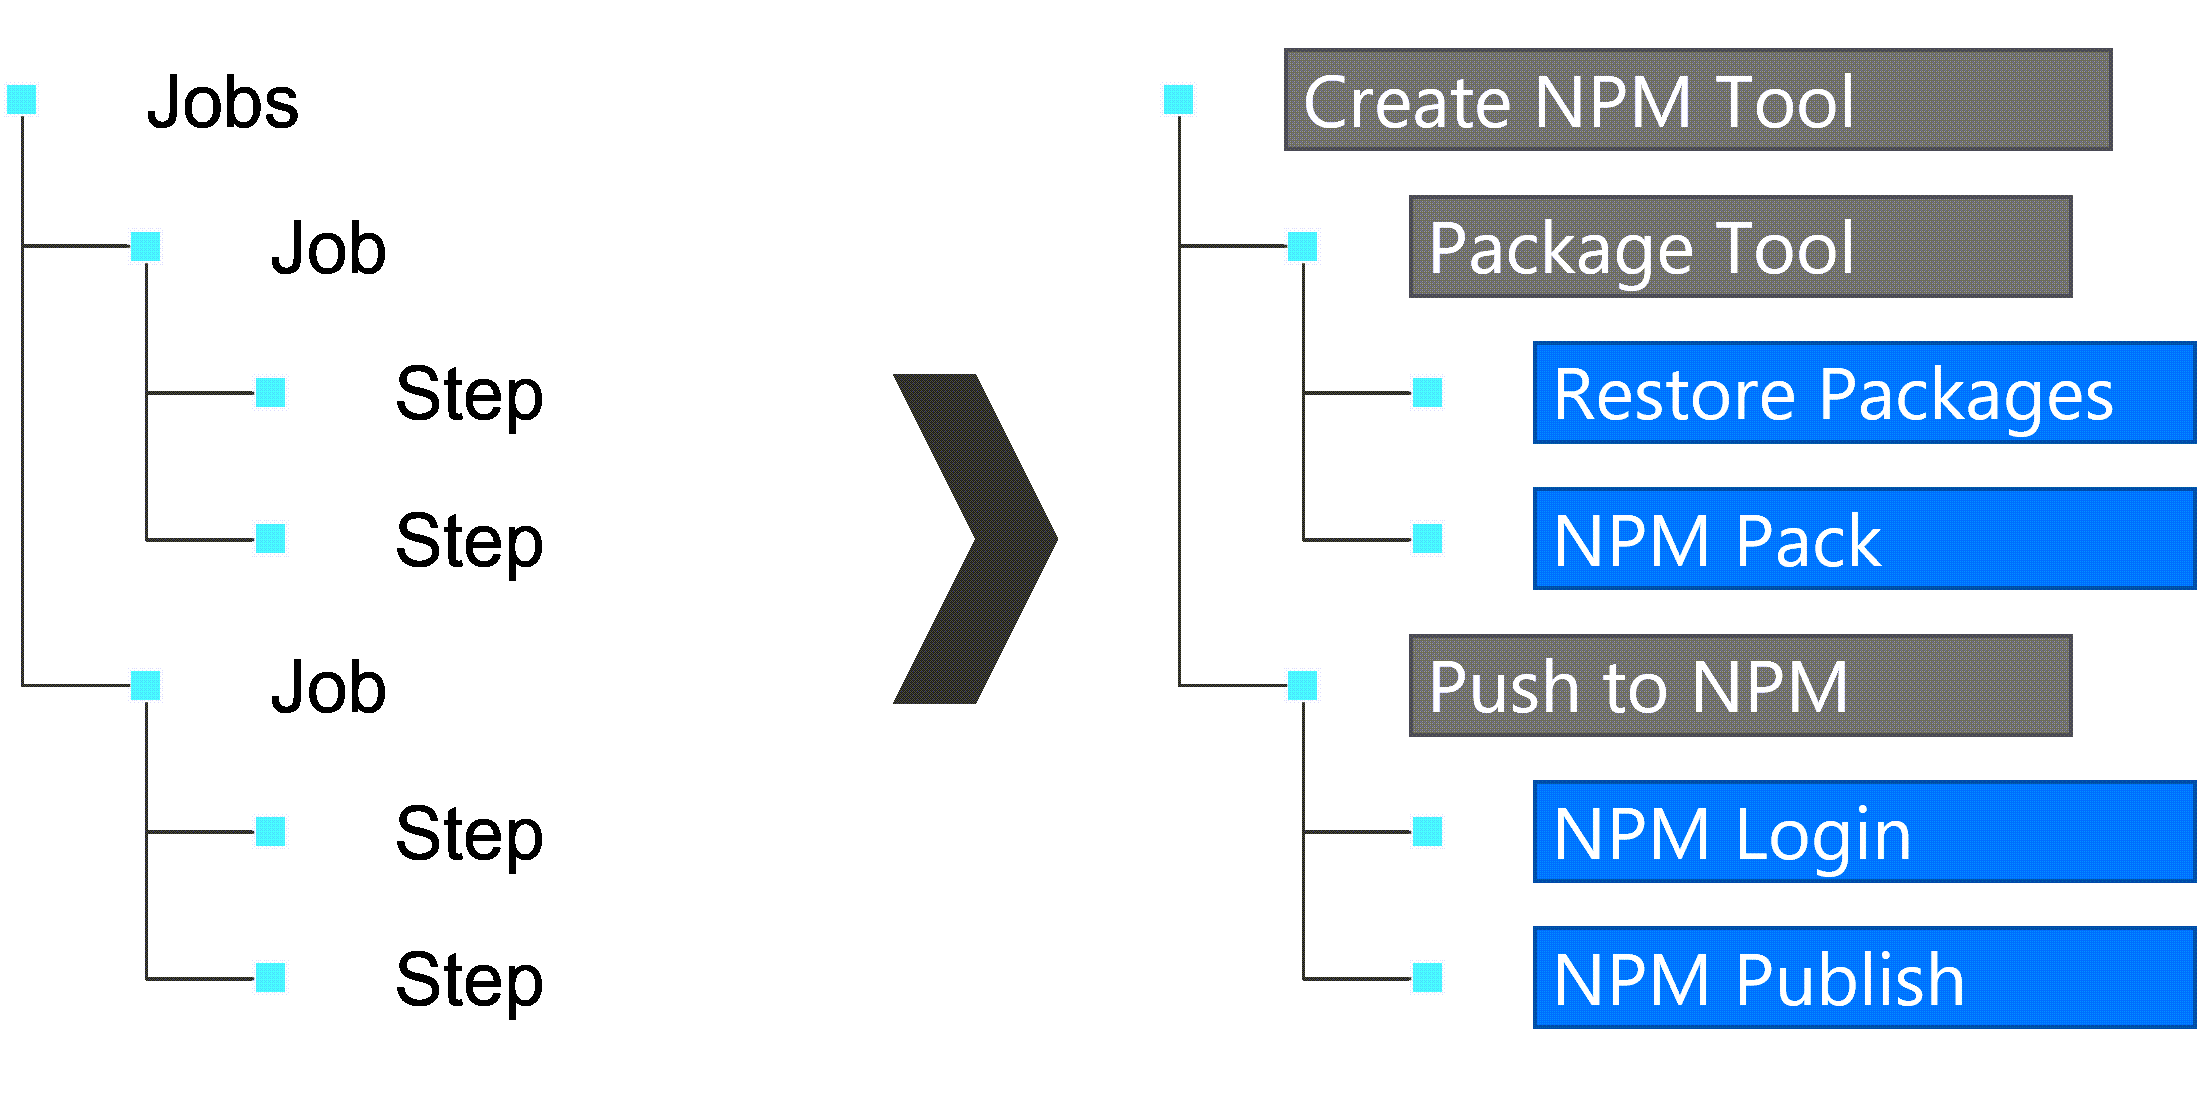 Jobs
Job
Step
Step
Job
Step
Step
Create NPM Tool
Package Tool
Restore Packages
NPM Pack
Push to NPM
NPM Login
NPM Publish